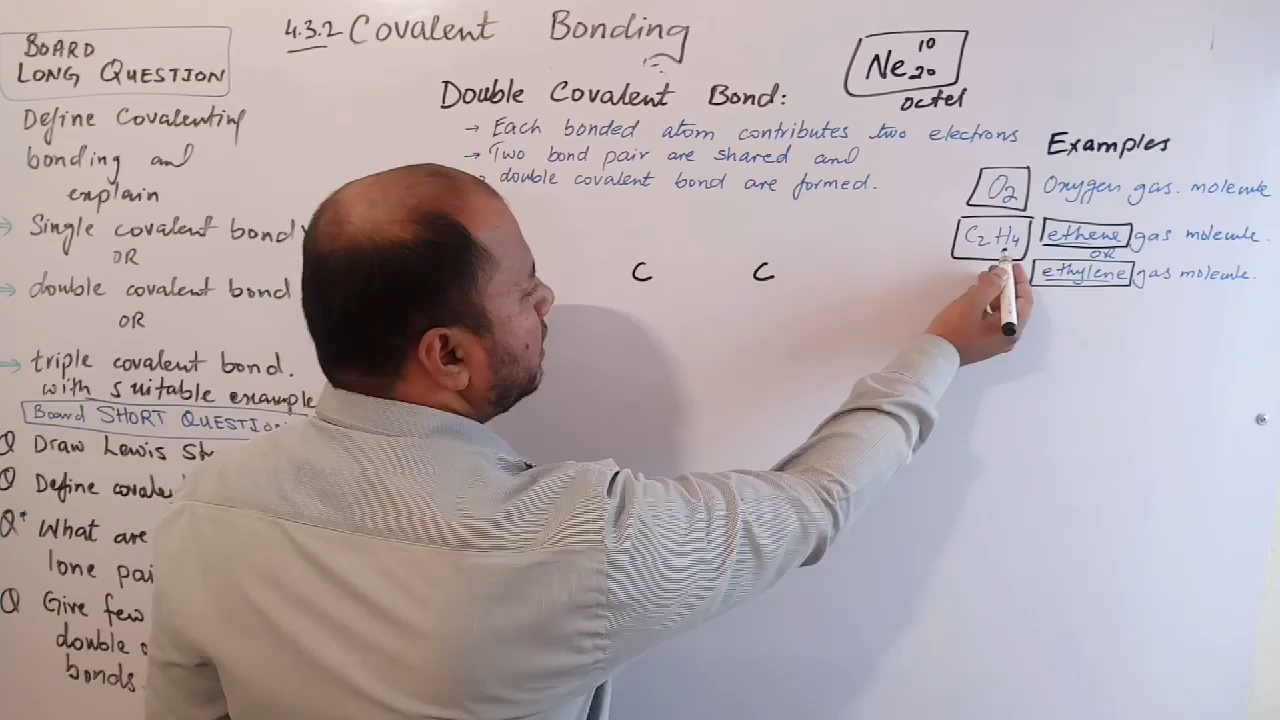 4.3.2 Covalent Bonding
BOARD
LONG QUESTION
Define Covalenting
bonding and
explain
⇒ Single covalent bond
OR
⇒ double covalent bond
OR
⇒ triple covalent bond.
with suitable example
Board SHORT QUESTION
Q Draw Lewis
Q Define
Q* What are
lone
Q Give few
double
bonds.
Double Covalent Bond:
→ Each bonded atom contributes two electrons
→ Two bond pair are shared and
double covalent bond are formed.
C C
Ne 10 20
octet
Examples
O2 Oxygen gas. molecule
C2H4 ethene gas molecule.
OR
ethylene gas molecule.